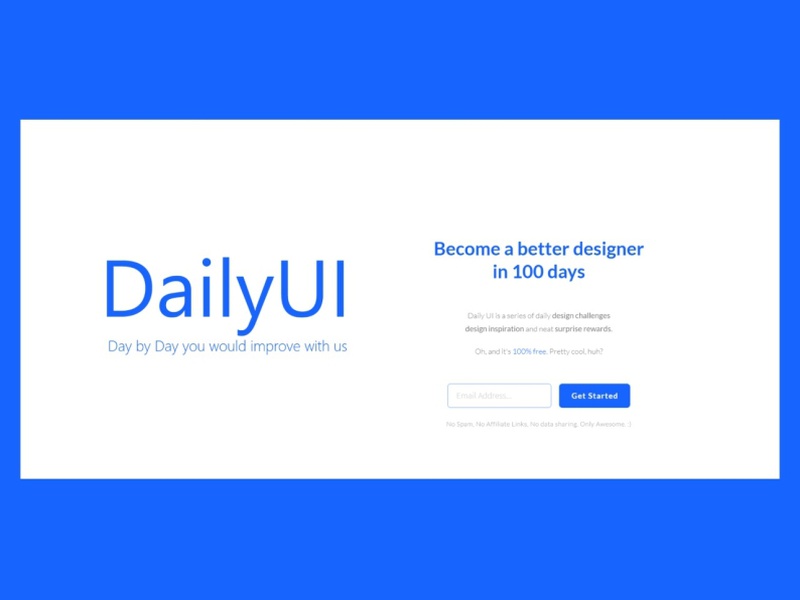 DailyUI
Day by Day you would improve with us
Become a better designer
in 100 days
Daily UI is a series of daily design challenges
design inspiration and neat surprise rewards.
Oh, and it's 100% free. Pretty cool, huh?
Email Address...
Get Started
No Spam. No Affiliate Links. No data sharing. Only Awesome. :)